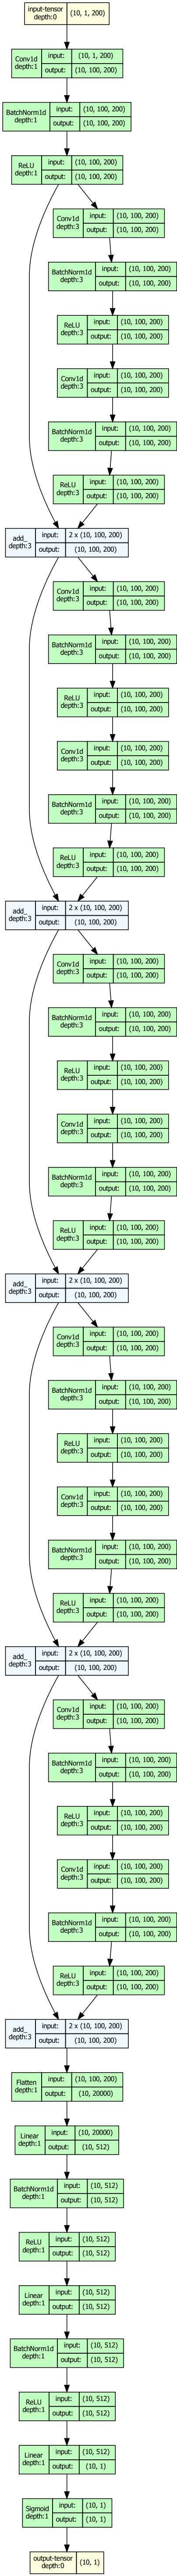 input-tensor
depth:0
(10, 1, 200)
Conv1d
depth:1
input:
(10, 1, 200)
output:
(10, 100, 200)
BatchNorm1d
depth:1
input:
(10, 100, 200)
output:
(10, 100, 200)
ReLU
depth:1
input:
(10, 100, 200)
output:
(10, 100, 200)
Conv1d
depth:3
input:
(10, 100, 200)
output:
(10, 100, 200)
BatchNorm1d
depth:3
input:
(10, 100, 200)
output:
(10, 100, 200)
ReLU
depth:3
input:
(10, 100, 200)
output:
(10, 100, 200)
Conv1d
depth:3
input:
(10, 100, 200)
output:
(10, 100, 200)
BatchNorm1d
depth:3
input:
(10, 100, 200)
output:
(10, 100, 200)
ReLU
depth:3
input:
(10, 100, 200)
output:
(10, 100, 200)
add_
depth:3
input:
2 x (10, 100, 200)
output:
(10, 100, 200)
Conv1d
depth:3
input:
(10, 100, 200)
output:
(10, 100, 200)
BatchNorm1d
depth:3
input:
(10, 100, 200)
output:
(10, 100, 200)
ReLU
depth:3
input:
(10, 100, 200)
output:
(10, 100, 200)
Conv1d
depth:3
input:
(10, 100, 200)
output:
(10, 100, 200)
BatchNorm1d
depth:3
input:
(10, 100, 200)
output:
(10, 100, 200)
ReLU
depth:3
input:
(10, 100, 200)
output:
(10, 100, 200)
add_
depth:3
input:
2 x (10, 100, 200)
output:
(10, 100, 200)
Conv1d
depth:3
input:
(10, 100, 200)
output:
(10, 100, 200)
BatchNorm1d
depth:3
input:
(10, 100, 200)
output:
(10, 100, 200)
ReLU
depth:3
input:
(10, 100, 200)
output:
(10, 100, 200)
Conv1d
depth:3
input:
(10, 100, 200)
output:
(10, 100, 200)
BatchNorm1d
depth:3
input:
(10, 100, 200)
output:
(10, 100, 200)
ReLU
depth:3
input:
(10, 100, 200)
output:
(10, 100, 200)
add_
depth:3
input:
2 x (10, 100, 200)
output:
(10, 100, 200)
Conv1d
depth:3
input:
(10, 100, 200)
output:
(10, 100, 200)
BatchNorm1d
depth:3
input:
(10, 100, 200)
output:
(10, 100, 200)
ReLU
depth:3
input:
(10, 100, 200)
output:
(10, 100, 200)
Conv1d
depth:3
input:
(10, 100, 200)
output:
(10, 100, 200)
BatchNorm1d
depth:3
input:
(10, 100, 200)
output:
(10, 100, 200)
ReLU
depth:3
input:
(10, 100, 200)
output:
(10, 100, 200)
add_
depth:3
input:
2 x (10, 100, 200)
output:
(10, 100, 200)
Conv1d
depth:3
input:
(10, 100, 200)
output:
(10, 100, 200)
BatchNorm1d
depth:3
input:
(10, 100, 200)
output:
(10, 100, 200)
ReLU
depth:3
input:
(10, 100, 200)
output:
(10, 100, 200)
Conv1d
depth:3
input:
(10, 100, 200)
output:
(10, 100, 200)
BatchNorm1d
depth:3
input:
(10, 100, 200)
output:
(10, 100, 200)
ReLU
depth:3
input:
(10, 100, 200)
output:
(10, 100, 200)
add_
depth:3
input:
2 x (10, 100, 200)
output:
(10, 100, 200)
Flatten
depth:1
input:
(10, 100, 200)
output:
(10, 20000)
Linear
depth:1
input:
(10, 20000)
output:
(10, 512)
BatchNorm1d
depth:1
input:
(10, 512)
output:
(10, 512)
ReLU
depth:1
input:
(10, 512)
output:
(10, 512)
Linear
depth:1
input:
(10, 512)
output:
(10, 512)
BatchNorm1d
depth:1
input:
(10, 512)
output:
(10, 512)
ReLU
depth:1
input:
(10, 512)
output:
(10, 512)
Linear
depth:1
input:
(10, 512)
output:
(10, 1)
Sigmoid
depth:1
input:
(10, 1)
output:
(10, 1)
output-tensor
depth:0
(10, 1)